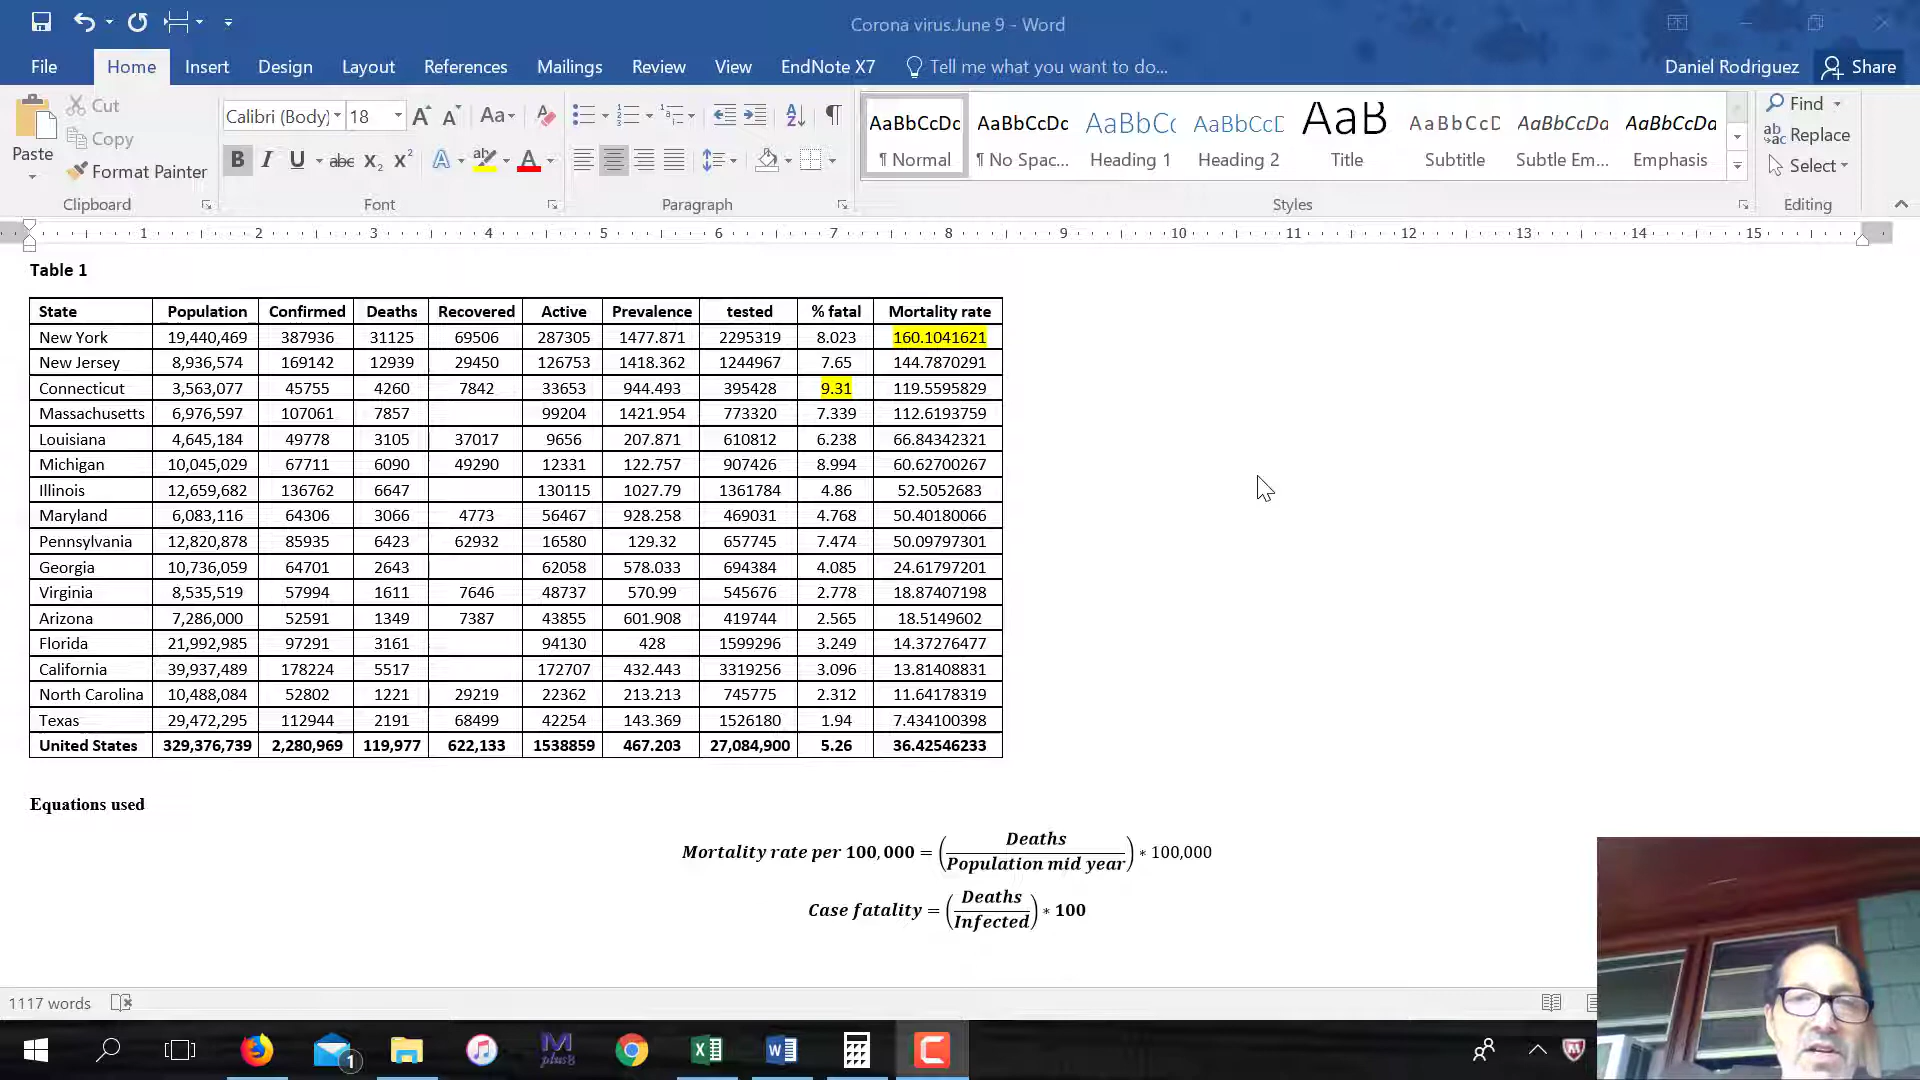 Corona virus.June 9 - Word
File Home Insert Design Layout References Mailings Review View EndNote X7 Tell me what you want to do... Daniel Rodriguez Share
Cut
Copy
Paste
Format Painter
Calibri (Body) 18
AaBbCcDc AaBbCcDc AaBbCc AaBbCcD AaB AaBbCcD AaBbCcDa AaBbCcDa
¶ Normal ¶ No Spac... Heading 1 Heading 2 Title Subtitle Subtle Em... Emphasis
Find
Replace
Select
Clipboard Font Paragraph Styles Editing
1 2 3 4 5 6 7 8 9 10 11 12 13 14 15
Table 1
State Population Confirmed Deaths Recovered Active Prevalence tested % fatal Mortality rate
New York 19,440,469 387936 31125 69506 287305 1477.871 2295319 8.023 160.1041621
New Jersey 8,936,574 169142 12939 29450 126753 1418.362 1244967 7.65 144.7870291
Connecticut 3,563,077 45755 4260 7842 33653 944.493 395428 9.31 119.5595829
Massachusetts 6,976,597 107061 7857 99204 1421.954 773320 7.339 112.6193759
Louisiana 4,645,184 49778 3105 37017 9656 207.871 610812 6.238 66.84342321
Michigan 10,045,029 67711 6090 49290 12331 122.757 907426 8.994 60.62700267
Illinois 12,659,682 136762 6647 130115 1027.79 1361784 4.86 52.5052683
Maryland 6,083,116 64306 3066 4773 56467 928.258 469031 4.768 50.40180066
Pennsylvania 12,820,878 85935 6423 62932 16580 129.32 657745 7.474 50.09797301
Georgia 10,736,059 64701 2643 62058 578.033 694384 4.085 24.61797201
Virginia 8,535,519 57994 1611 7646 48737 570.99 545676 2.778 18.87407198
Arizona 7,286,000 52591 1349 7387 43855 601.908 419744 2.565 18.5149602
Florida 21,992,985 97291 3161 94130 428 1599296 3.249 14.37276477
California 39,937,489 178224 5517 172707 432.443 3319256 3.096 13.81408831
North Carolina 10,488,084 52802 1221 29219 22362 213.213 745775 2.312 11.64178319
Texas 29,472,295 112944 2191 68499 42254 143.369 1526180 1.94 7.434100398
United States 329,376,739 2,280,969 119,977 622,133 1538859 467.203 27,084,900 5.26 36.42546233
Equations used
Mortality rate per 100,000 = (Deaths / Population mid year) * 100,000
Case fatality = (Deaths / Infected) * 100
1117 words